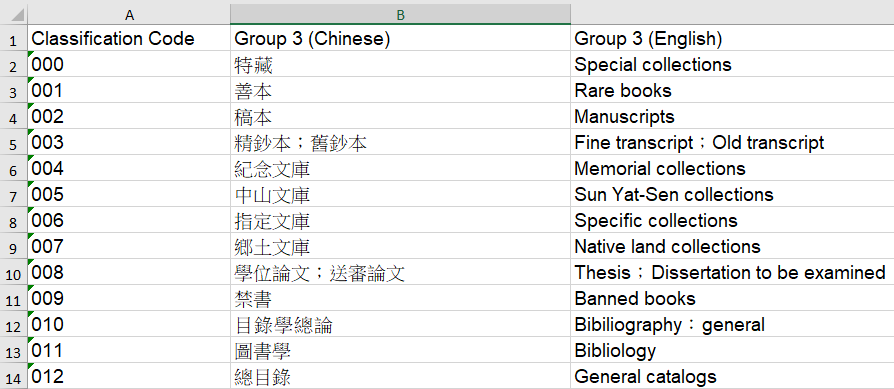 A B
1 Classification Code Group 3 (Chinese) Group 3 (English)
2 000 特藏 Special collections
3 001 善本 Rare books
4 002 稿本 Manuscripts
5 003 精鈔本；舊鈔本 Fine transcript；Old transcript
6 004 紀念文庫 Memorial collections
7 005 中山文庫 Sun Yat-Sen collections
8 006 指定文庫 Specific collections
9 007 鄉土文庫 Native land collections
10 008 學位論文；送審論文 Thesis；Dissertation to be examined
11 009 禁書 Banned books
12 010 目錄學總論 Bibiliography：general
13 011 圖書學 Bibliology
14 012 總目錄 General catalogs